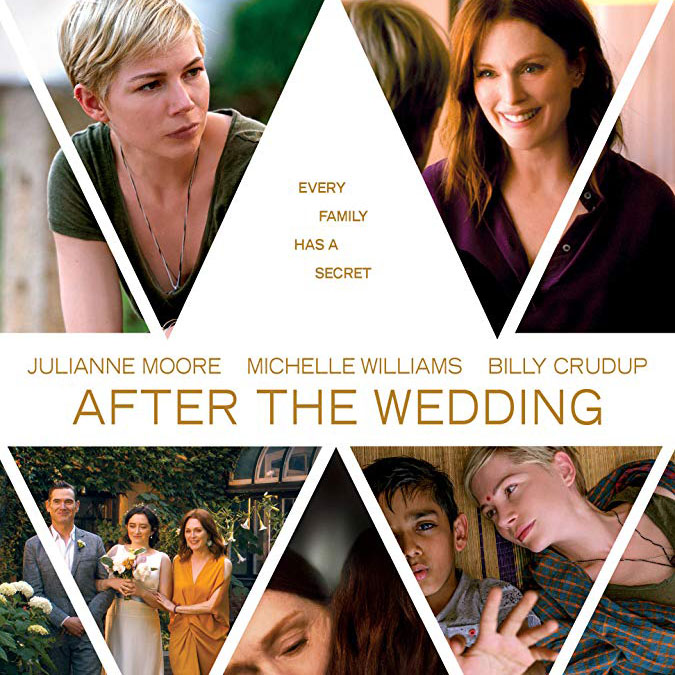 EVERY
FAMILY
HAS A
SECRET
JULIANNE MOORE MICHELLE WILLIAMS BILLY CRUDUP
AFTER THE WEDDING